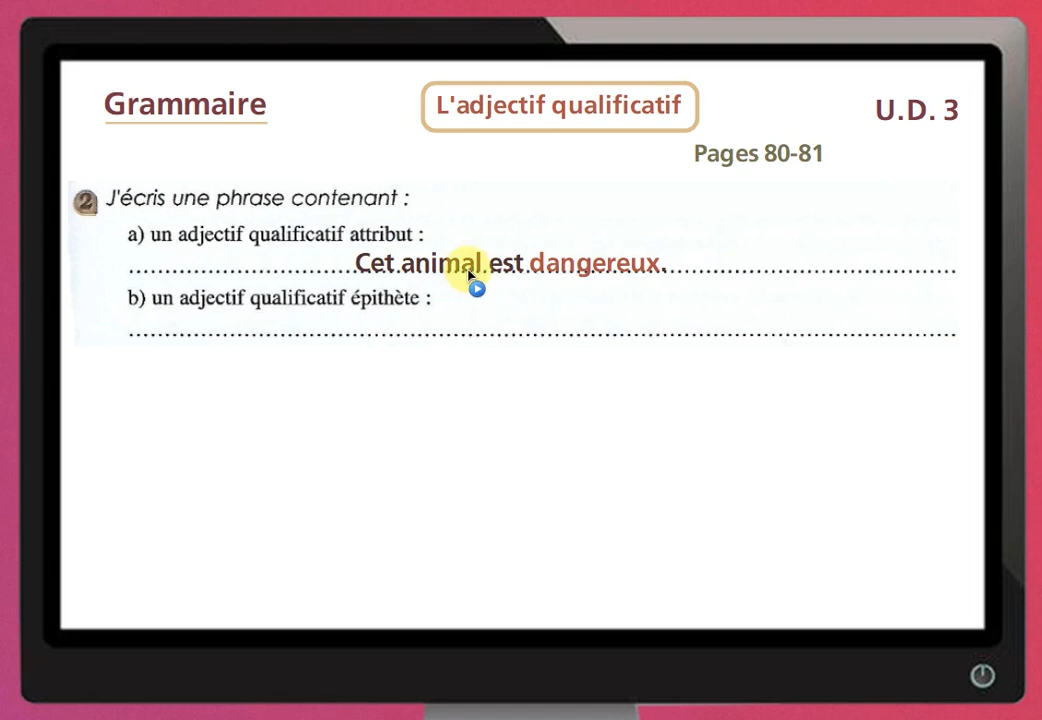 Grammaire
L'adjectif qualificatif
U.D. 3
Pages 80-81
2 J'écris une phrase contenant :
a) un adjectif qualificatif attribut :
Cet animal est dangereux.
b) un adjectif qualificatif épithète :